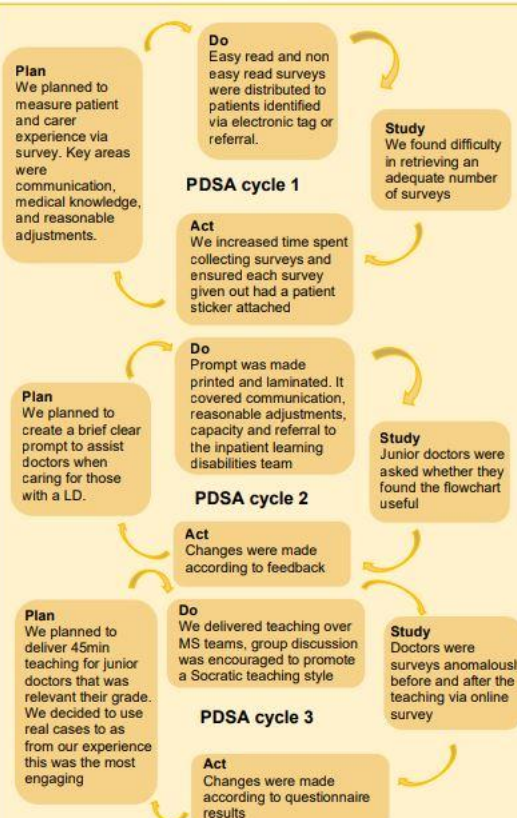 Plan
We planned to
measure patient
and carer
experience via
survey. Key areas
were
communication,
medical knowledge,
and reasonable
adjustments.
Do
Easy read and non
easy read surveys
were distributed to
patients identified
via electronic tag or
referral.
Study
We found difficulty
in retrieving an
adequate number
of surveys
PDSA cycle 1
Act
We increased time spent
collecting surveys and
ensured each survey
given out had a patient
sticker attached
Plan
We planned to
create a brief clear
prompt to assist
doctors when
caring for those
with a LD.
Do
Prompt was made
printed and laminated. It
covered communication,
reasonable adjustments,
capacity and referral to
the inpatient learning
disabilities team
Study
Junior doctors were
asked whether they
found the flowchart
useful
PDSA cycle 2
Act
Changes were made
according to feedback
Plan
We planned to
deliver 45min
teaching for junior
doctors that was
relevant their grade.
We decided to use
real cases to as
from our experience
this was the most
engaging
Do
We delivered teaching over
MS teams, group discussion
was encouraged to promote
a Socratic teaching style
Study
Doctors were
surveys anomalousl
before and after the
teaching via online
survey
PDSA cycle 3
Act
Changes were made
according to questionnaire
results